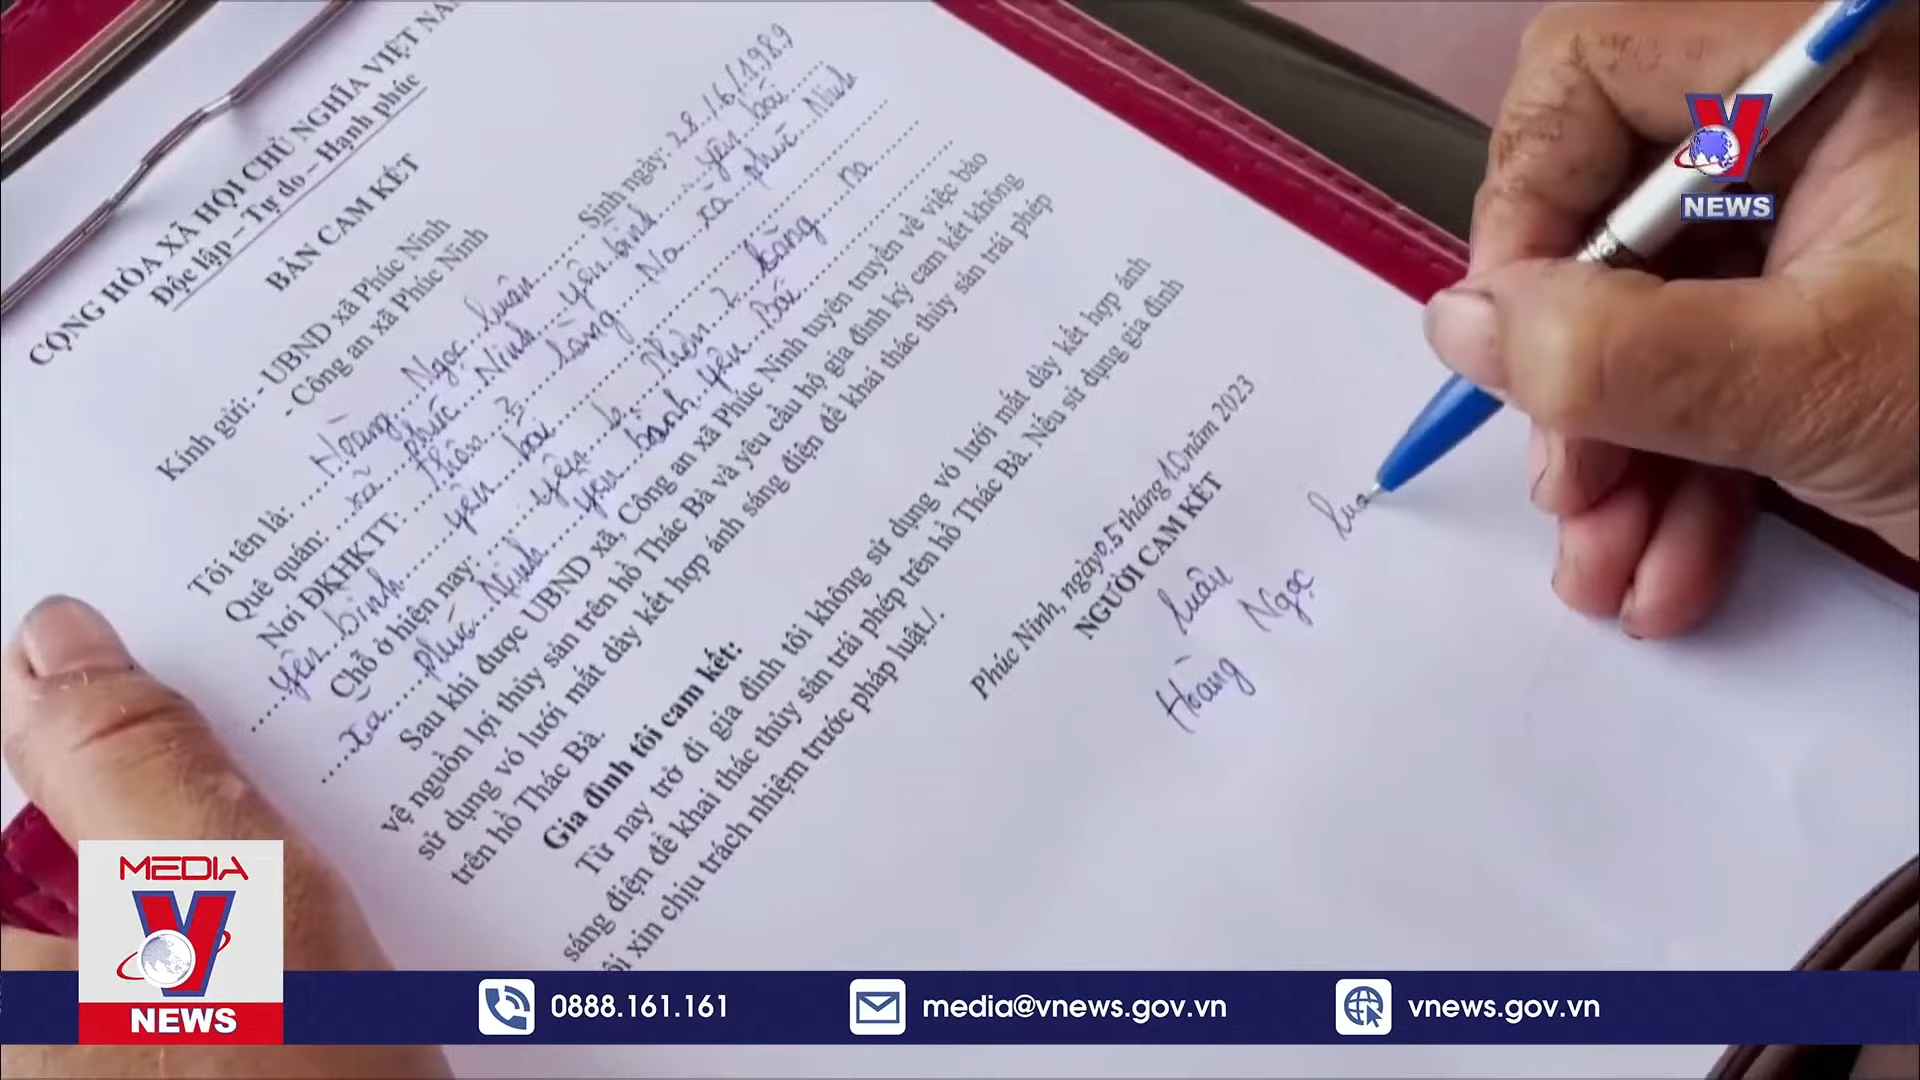 CỘNG HÒA XÃ HỘI CHỦ NGHĨA VIỆT NA
Độc lập – Tự do – Hạnh phúc
BẢN CAM KẾT
Kính gửi: - UBND xã Phúc Ninh
- Công an xã Phúc Ninh
Tôi tên là: Hoàng Ngọc Luân Sinh ngày: 28/6/1989
Quê quán: xã Phúc Ninh yên bình yên bái
Nơi ĐKHKTT: thôn 2 Làng Na xã phúc Ninh
yên bình yên bái
Chỗ ở hiện nay: thôn 2 Làng na
xã phúc Ninh yên bình yên Bái
Sau khi được UBND xã, Công an xã Phúc Ninh tuyên truyền về việc bảo
vệ nguồn lợi thủy sản trên hồ Thác Bà và yêu cầu hộ gia đình ký cam kết không
sử dụng vó lưới mắt dày kết hợp ánh sáng điện để khai thác thủy sản trái phép
trên hồ Thác Bà.
Gia đình tôi cam kết:
Từ nay trở đi gia đình tôi không sử dụng vó lưới mắt dày kết hợp ánh
sáng điện để khai thác thủy sản trái phép trên hồ Thác Bà. Nếu sử dụng gia đình
ôi xin chịu trách nhiệm trước pháp luật./.
Phúc Ninh, ngày 05 tháng 10 năm 2023
NGƯỜI CAM KẾT
Luân
Hoàng Ngọc Lua
V
NEWS
MEDIA
V
NEWS
0888.161.161
media@vnews.gov.vn
vnews.gov.vn